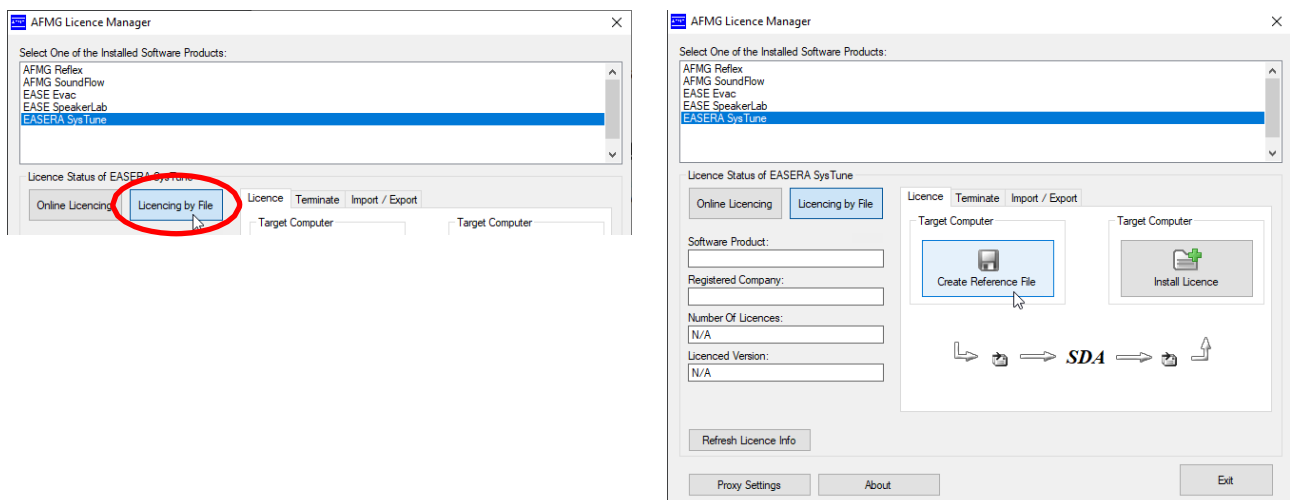 AFMG Licence Manager
Select One of the Installed Software Products:
AFMG Reflex
AFMG SoundFlow
EASE Evac
EASE SpeakerLab
EASERA SysTune
Licence Status of EASERA SysTune
Online Licencing
Licencing by File
Licence Terminate Import / Export
Target Computer
Target Computer
AFMG Licence Manager
Select One of the Installed Software Products:
AFMG Reflex
AFMG SoundFlow
EASE Evac
EASE SpeakerLab
EASERA SysTune
Licence Status of EASERA SysTune
Online Licencing
Licencing by File
Licence Terminate Import / Export
Software Product:
Registered Company:
Number Of Licences:
N/A
Licenced Version:
N/A
Target Computer
Create Reference File
Target Computer
Install Licence
SDA
Refresh Licence Info
Proxy Settings
About
Exit